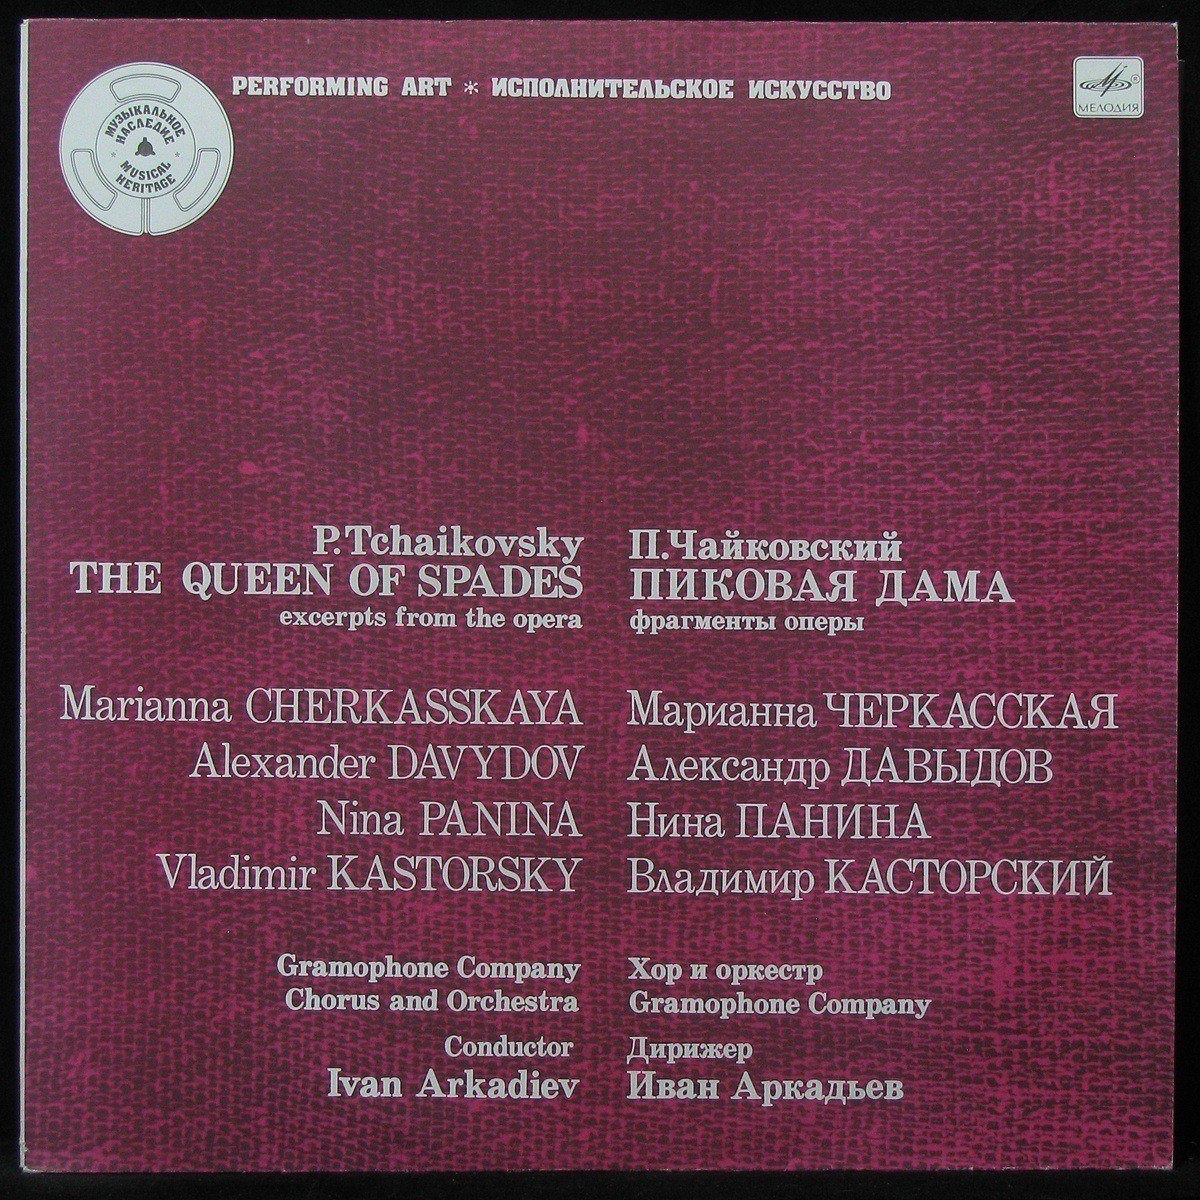 PERFORMING ART * ИСПОЛНИТЕЛЬСКОЕ ИСКУССТВО
МУЗЫКАЛЬНОЕ
НАСЛЕДИЕ
* MUSICAL *
HERITAGE
МЕЛОДИЯ
P.Tchaikovsky
THE QUEEN OF SPADES
excerpts from the opera
П.Чайковский
ПИКОВАЯ ДАМА
фрагменты оперы
Marianna CHERKASSKAYA
Alexander DAVYDOV
Nina PANINA
Vladimir KASTORSKY
Марианна ЧЕРКАССКАЯ
Александр ДАВЫДОВ
Нина ПАНИНА
Владимир КАСТОРСКИЙ
Gramophone Company
Chorus and Orchestra
Conductor
Ivan Arkadiev
Хор и оркестр
Gramophone Company
Дирижер
Иван Аркадьев